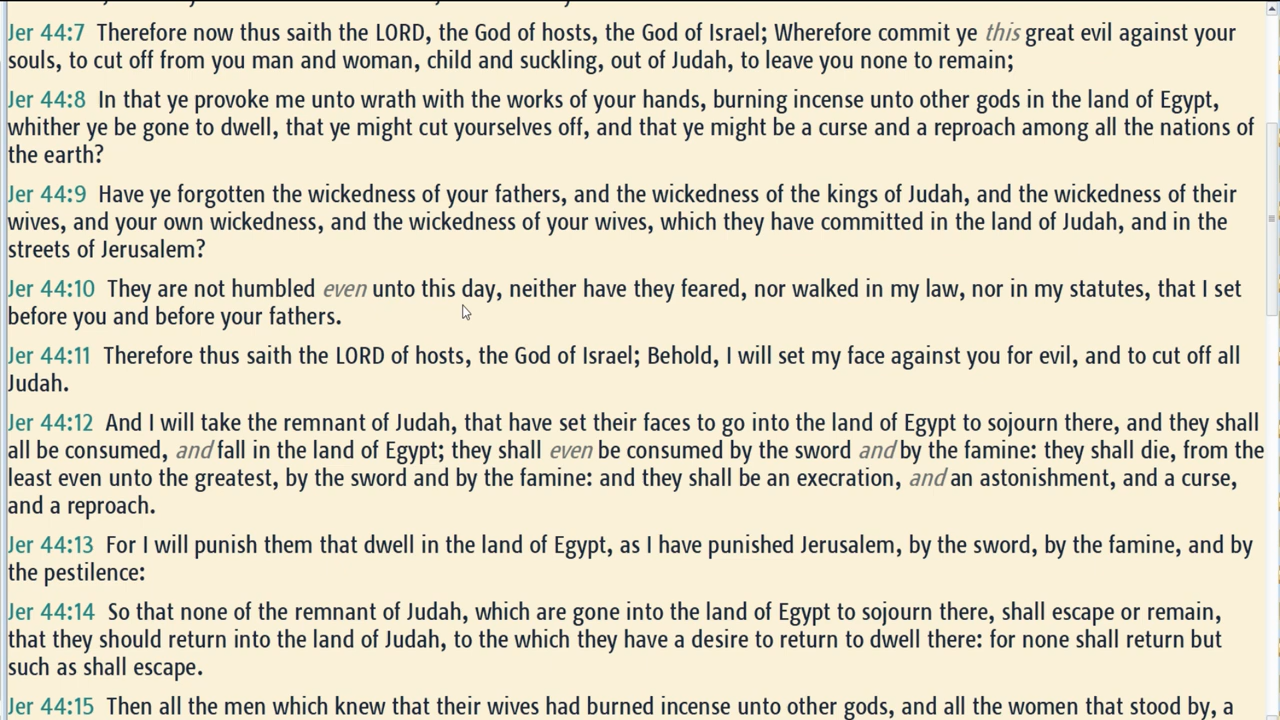 Jer 44:7 Therefore now thus saith the LORD, the God of hosts, the God of Israel; Wherefore commit ye this great evil against your
souls, to cut off from you man and woman, child and suckling, out of Judah, to leave you none to remain;
Jer 44:8 In that ye provoke me unto wrath with the works of your hands, burning incense unto other gods in the land of Egypt,
whither ye be gone to dwell, that ye might cut yourselves off, and that ye might be a curse and a reproach among all the nations of
the earth?
Jer 44:9 Have ye forgotten the wickedness of your fathers, and the wickedness of the kings of Judah, and the wickedness of their
wives, and your own wickedness, and the wickedness of your wives, which they have committed in the land of Judah, and in the
streets of Jerusalem?
Jer 44:10 They are not humbled even unto this day, neither have they feared, nor walked in my law, nor in my statutes, that I set
before you and before your fathers.
Jer 44:11 Therefore thus saith the LORD of hosts, the God of Israel; Behold, I will set my face against you for evil, and to cut off all
Judah.
Jer 44:12 And I will take the remnant of Judah, that have set their faces to go into the land of Egypt to sojourn there, and they shall
all be consumed, and fall in the land of Egypt; they shall even be consumed by the sword and by the famine: they shall die, from the
least even unto the greatest, by the sword and by the famine: and they shall be an execration, and an astonishment, and a curse,
and a reproach.
Jer 44:13 For I will punish them that dwell in the land of Egypt, as I have punished Jerusalem, by the sword, by the famine, and by
the pestilence:
Jer 44:14 So that none of the remnant of Judah, which are gone into the land of Egypt to sojourn there, shall escape or remain,
that they should return into the land of Judah, to the which they have a desire to return to dwell there: for none shall return but
such as shall escape.
Jer 44:15 Then all the men which knew that their wives had burned incense unto other gods, and all the women that stood by, a